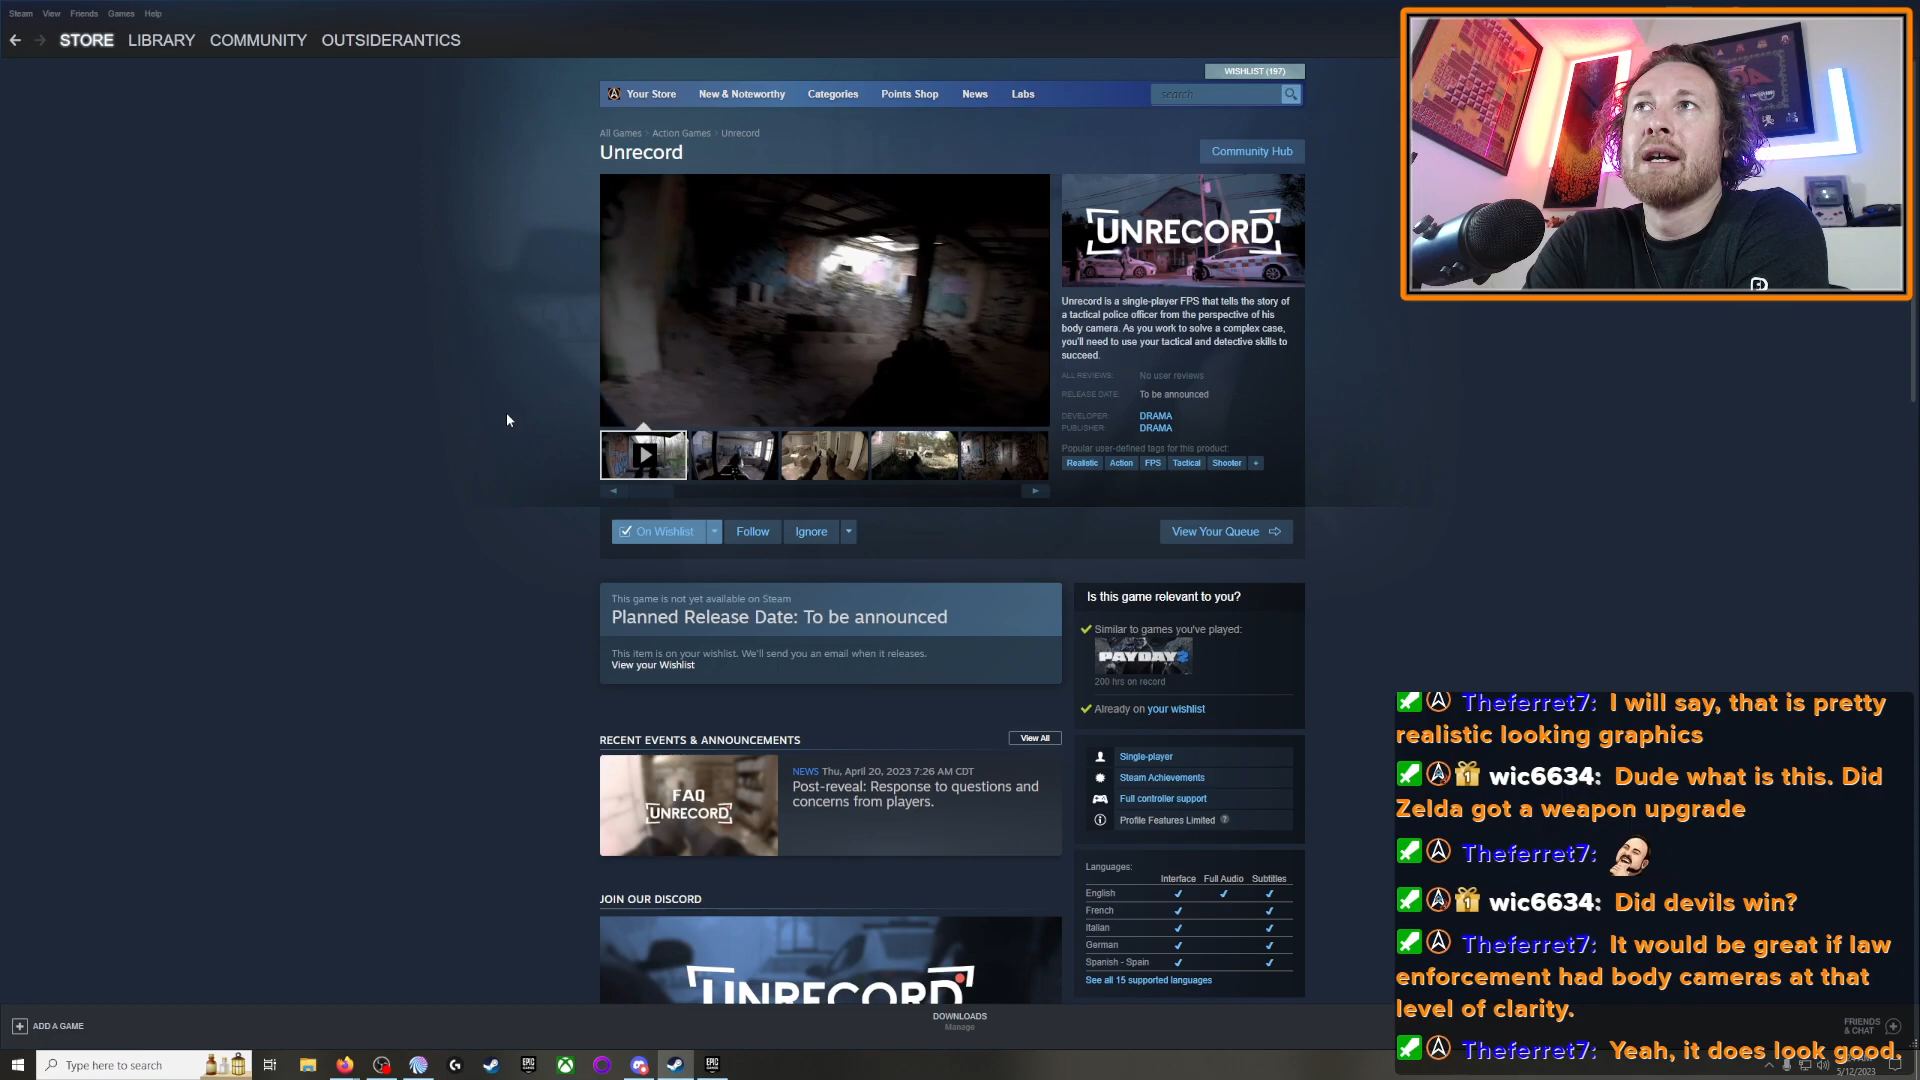 Steam View Friends Games Help
STORE LIBRARY COMMUNITY OUTSIDERANTICS
WISHLIST (197)
Your Store New & Noteworthy Categories Points Shop News Labs search
All Games > Action Games > Unrecord
Unrecord
Community Hub
UNRECORD
Unrecord is a single-player FPS that tells the story of
a tactical police officer from the perspective of his
body camera. As you work to solve a complex case,
you'll need to use your tactical and detective skills to
succeed.
ALL REVIEWS: No user reviews
RELEASE DATE: To be announced
DEVELOPER: DRAMA
PUBLISHER: DRAMA
Popular user-defined tags for this product:
Realistic Action FPS Tactical Shooter +
On Wishlist Follow Ignore View Your Queue
This game is not yet available on Steam
Planned Release Date: To be announced
This item is on your wishlist. We'll send you an email when it releases.
View your Wishlist
Is this game relevant to you?
Similar to games you've played:
PAYDAY 2
200 hrs on record
Already on your wishlist
RECENT EVENTS & ANNOUNCEMENTS View All
FAQ
UNRECORD
NEWS Thu, April 20, 2023 7:26 AM CDT
Post-reveal: Response to questions and
concerns from players.
Single-player
Steam Achievements
Full controller support
Profile Features Limited ?
Languages:
Interface Full Audio Subtitles
English ✔ ✔ ✔
French ✔ ✔
Italian ✔ ✔
German ✔ ✔
Spanish - Spain ✔ ✔
See all 15 supported languages
JOIN OUR DISCORD
UNRECORD
Theferret7: I will say, that is pretty
realistic looking graphics
wic6634: Dude what is this. Did
Zelda got a weapon upgrade
Theferret7:
wic6634: Did devils win?
Theferret7: It would be great if law
enforcement had body cameras at that
level of clarity.
Theferret7: Yeah, it does look good.
ADD A GAME
DOWNLOADS
Manage
FRIENDS
& CHAT
Type here to search
EPIC
GAMES
EPIC
GAMES
5/12/2023